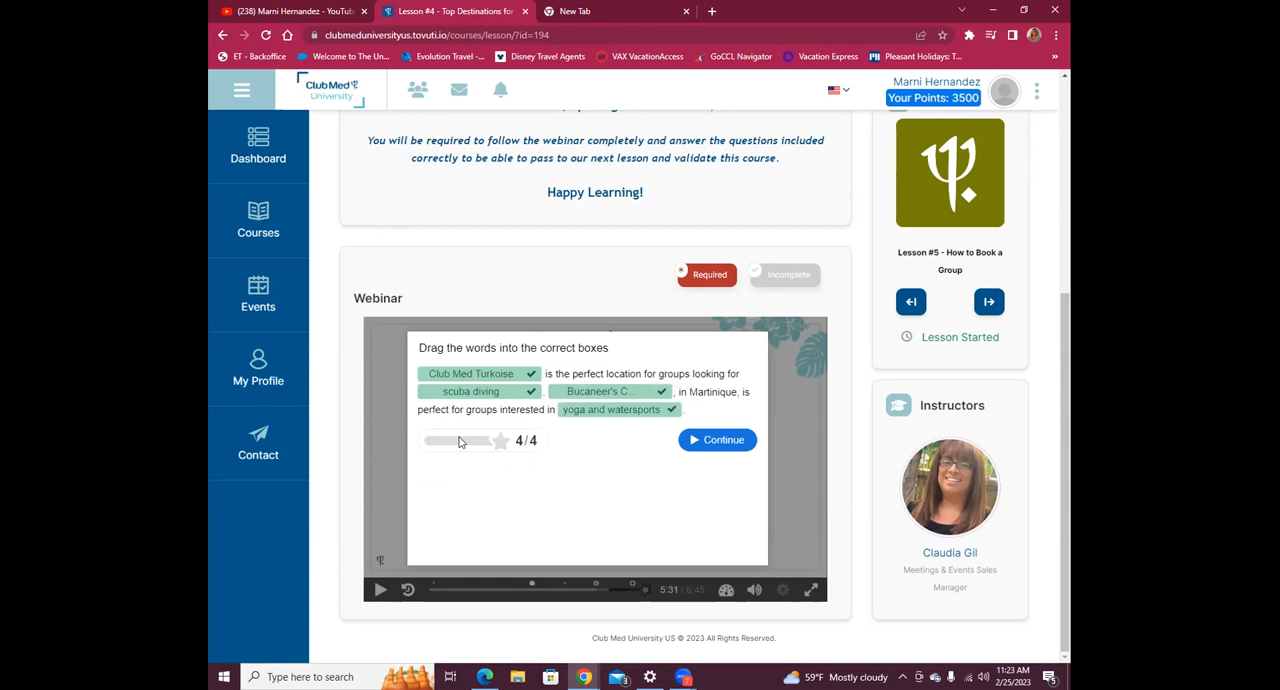 (238) Marni Hernandez - YouTub
Lesson #4 - Top Destinations for
New Tab
clubmeduniversityus.tovuti.io/courses/lesson/?id=194
ET - Backoffice
Welcome to The Un...
Evolution Travel -...
Disney Travel Agents
VAX VacationAccess
GoCCL Navigator
Vacation Express
Pleasant Holidays: T...
Club Med
University
Marni Hernandez
Your Points: 3500
Dashboard
Courses
Events
My Profile
Contact
You will be required to follow the webinar completely and answer the questions included
correctly to be able to pass to our next lesson and validate this course.
Happy Learning!
Required
Incomplete
Webinar
Drag the words into the correct boxes
Club Med Turkoise is the perfect location for groups looking for
scuba diving . Bucaneer's C... , in Martinique, is
perfect for groups interested in yoga and watersports .
4/4
Continue
5:31 / 6:45
Lesson #5 - How to Book a
Group
Lesson Started
Instructors
Claudia Gil
Meetings & Events Sales
Manager
Club Med University US © 2023 All Rights Reserved.
Type here to search
59°F Mostly cloudy
11:23 AM
2/25/2023